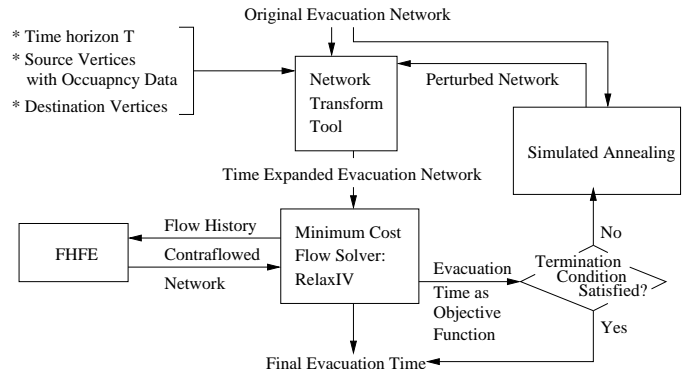 Original Evacuation Network
* Time horizon T
* Source Vertices
with Occuapncy Data
* Destination Vertices
Network
Transform
Tool
Perturbed Network
Simulated Annealing
Time Expanded Evacuation Network
FHFE
Flow History
Contraflowed
Network
Minimum Cost
Flow Solver:
RelaxIV
Evacuation
Time as
Objective
Function
No
Termination
Condition
Satisfied?
Yes
Final Evacuation Time